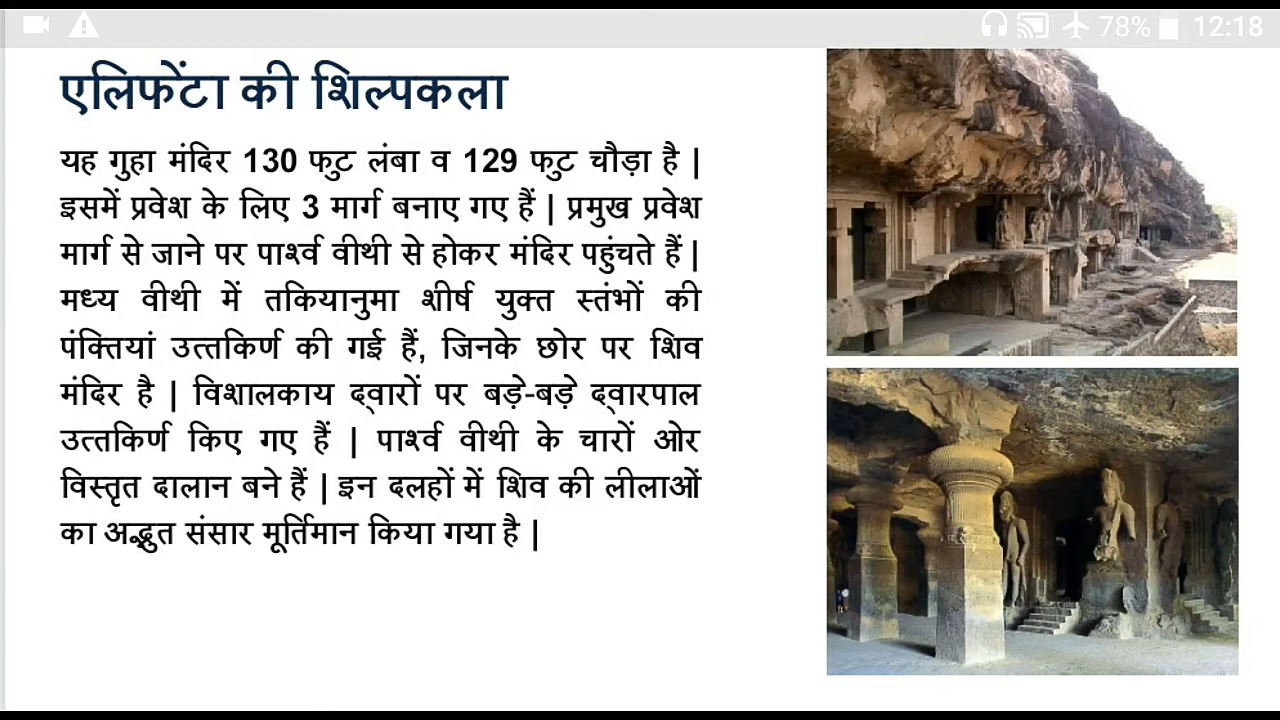 78% 12:18
एलिफेंटा की शिल्पकला
यह गुहा मंदिर 130 फुट लंबा व 129 फुट चौड़ा है |
इसमें प्रवेश के लिए 3 मार्ग बनाए गए हैं | प्रमुख प्रवेश
मार्ग से जाने पर पार्श्व वीथी से होकर मंदिर पहुंचते हैं |
मध्य वीथी में तकियानुमा शीर्ष युक्त स्तंभों की
पंक्तियां उत्तकिर्ण की गई हैं, जिनके छोर पर शिव
मंदिर है | विशालकाय द्वारों पर बड़े-बड़े द्वारपाल
उत्तकिर्ण किए गए हैं | पार्श्व वीथी के चारों ओर
विस्तृत दालान बने हैं | इन दलहों में शिव की लीलाओं
का अद्भुत संसार मूर्तिमान किया गया है |